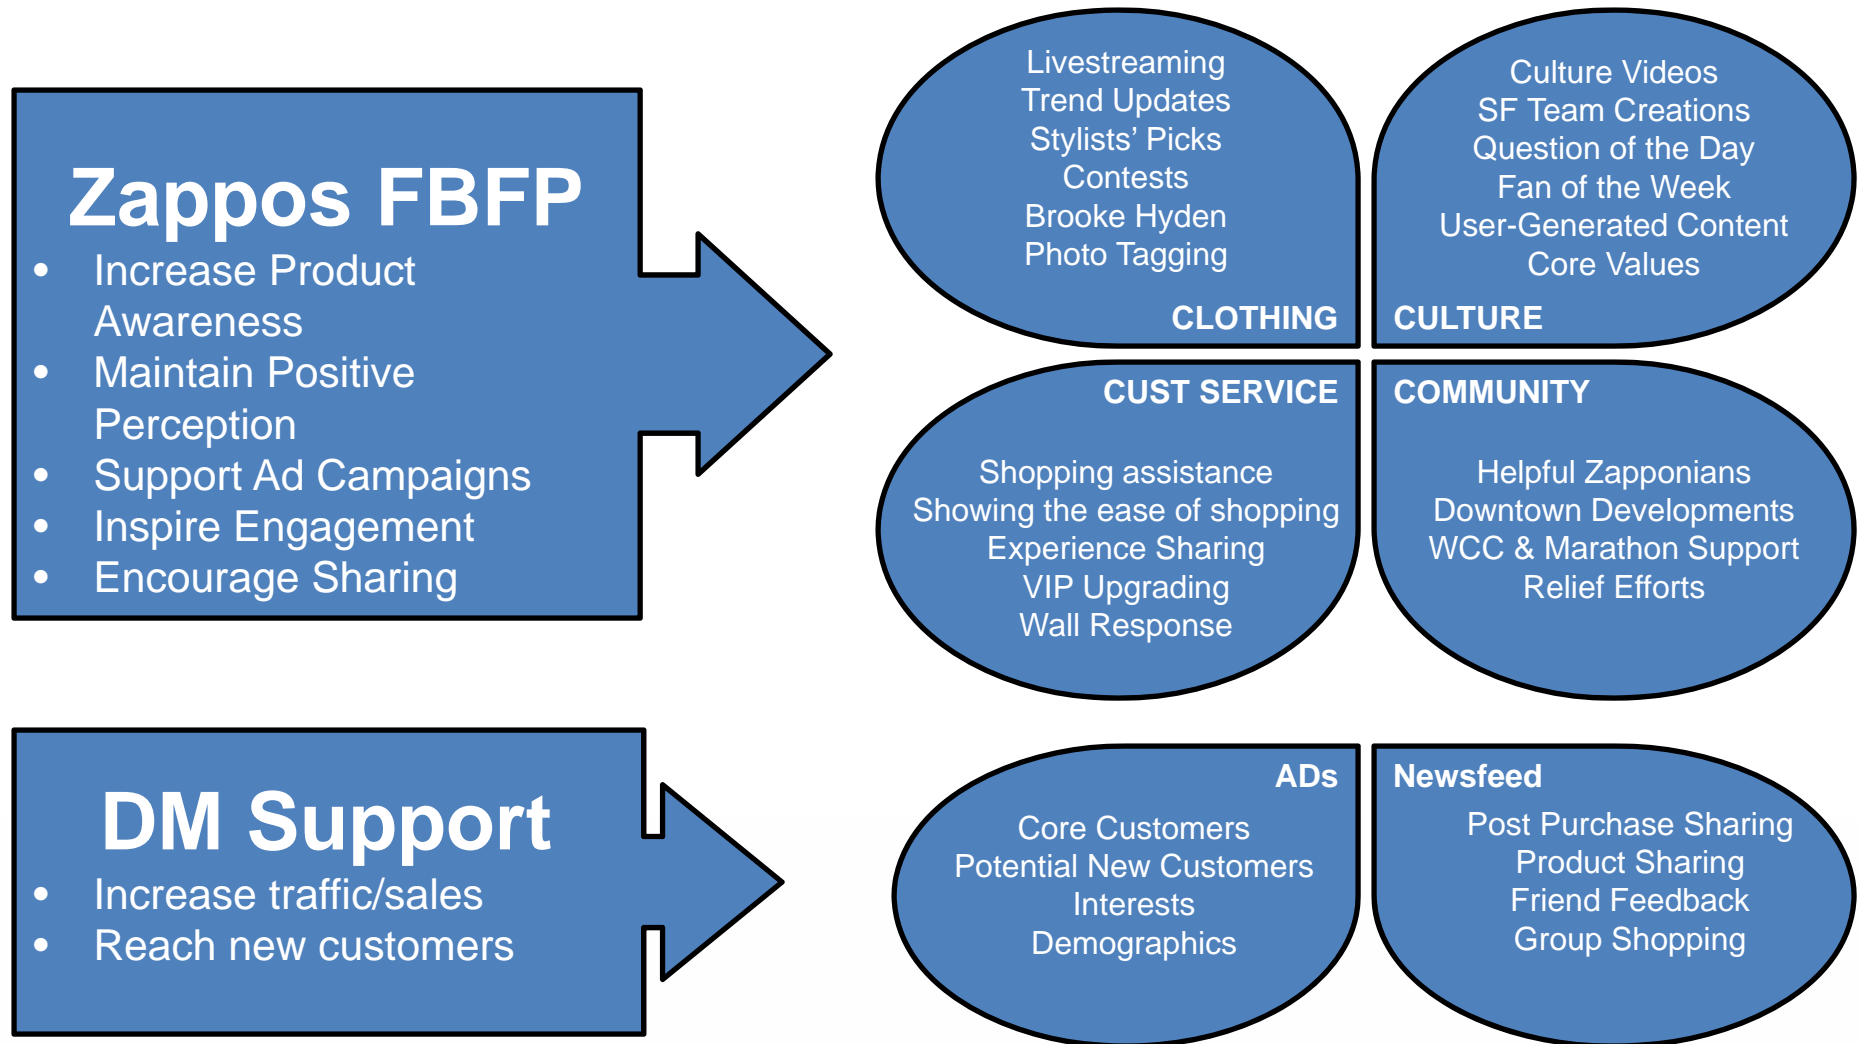 Zappos FBFP
• Increase Product
Awareness
• Maintain Positive
Perception
• Support Ad Campaigns
• Inspire Engagement
• Encourage Sharing
Livestreaming
Trend Updates
Stylists’ Picks
Contests
Brooke Hyden
Photo Tagging
CLOTHING
Culture Videos
SF Team Creations
Question of the Day
Fan of the Week
User-Generated Content
Core Values
CULTURE
CUST SERVICE
Shopping assistance
Showing the ease of shopping
Experience Sharing
VIP Upgrading
Wall Response
COMMUNITY
Helpful Zapponians
Downtown Developments
WCC & Marathon Support
Relief Efforts
DM Support
• Increase traffic/sales
• Reach new customers
ADs
Core Customers
Potential New Customers
Interests
Demographics
Newsfeed
Post Purchase Sharing
Product Sharing
Friend Feedback
Group Shopping